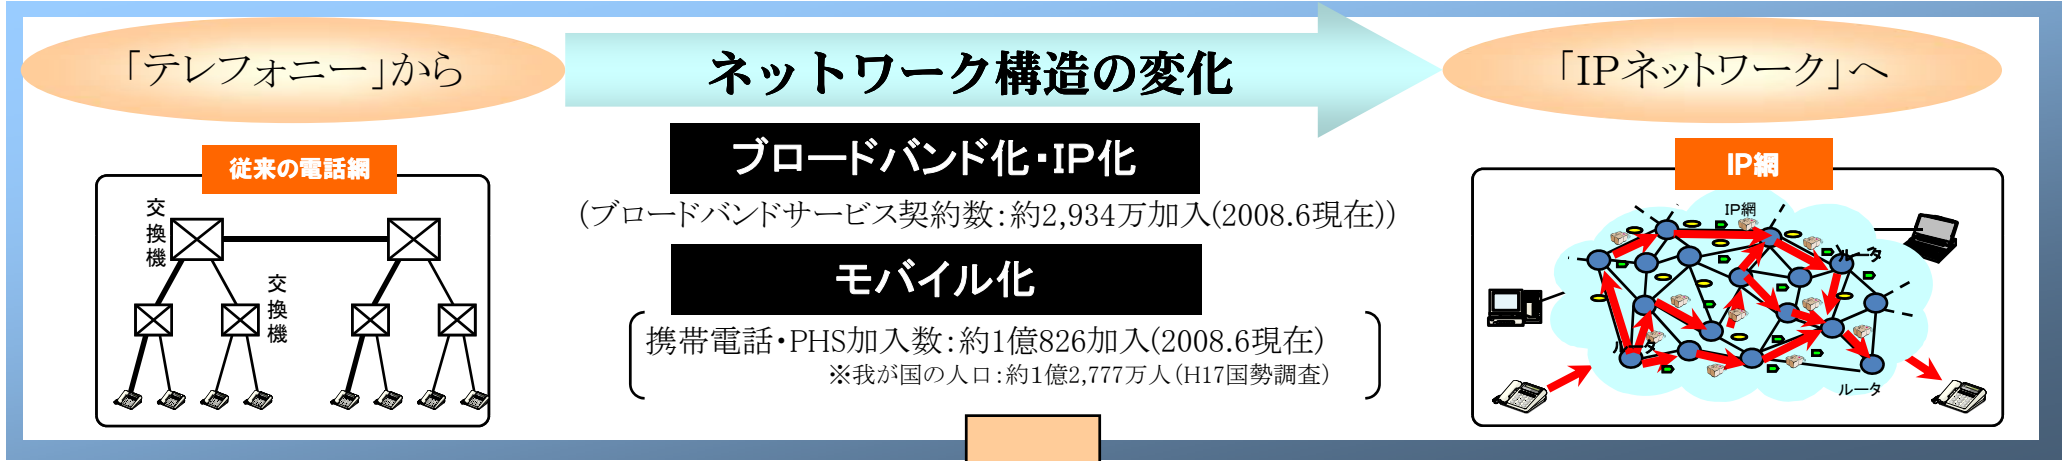 「テレフォニー」から
ネットワーク構造の変化
「IPネットワーク」へ
従来の電話網
交換機
交換機
ブロードバンド化・IP化
(ブロードバンドサービス契約数：約2,934万加入(2008.6現在))
モバイル化
携帯電話・PHS加入数：約1億826加入(2008.6現在)
※我が国の人口：約1億2,777万人(H17国勢調査)
IP網
IP網
ルータ
ルータ
ルータ